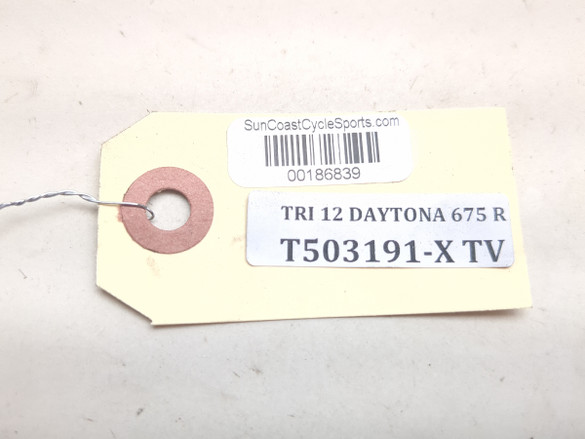 SunCoastCycleSports.com
00186839
TRI 12 DAYTONA 675 R
T503191-X TV